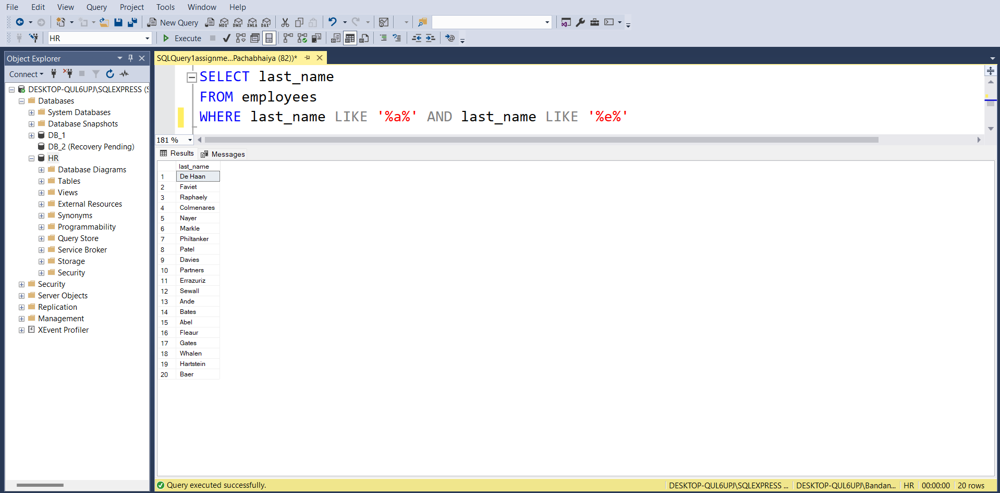 File Edit View Query Project Tools Window Help
New Query MDX DMX XMLA DAX
HR Execute
Object Explorer
Connect
DESKTOP-QUL6UPJ\SQLEXPRESS (S
Databases
System Databases
Database Snapshots
DB_1
DB_2 (Recovery Pending)
HR
Database Diagrams
Tables
Views
External Resources
Synonyms
Programmability
Query Store
Service Broker
Storage
Security
Security
Server Objects
Replication
Management
XEvent Profiler
SQLQuery1assignme...Pachabhaiya (82))*
SELECT last_name
FROM employees
WHERE last_name LIKE '%a%' AND last_name LIKE '%e%'
181 %
Results Messages
last_name
1 De Haan
2 Faviet
3 Raphaely
4 Colmenares
5 Nayer
6 Markle
7 Philtanker
8 Patel
9 Davies
10 Partners
11 Errazuriz
12 Sewall
13 Ande
14 Bates
15 Abel
16 Fleaur
17 Gates
18 Whalen
19 Hartstein
20 Baer
Query executed successfully. DESKTOP-QUL6UPJ\SQLEXPRESS ... DESKTOP-QUL6UPJ\Bandan... HR 00:00:00 20 rows